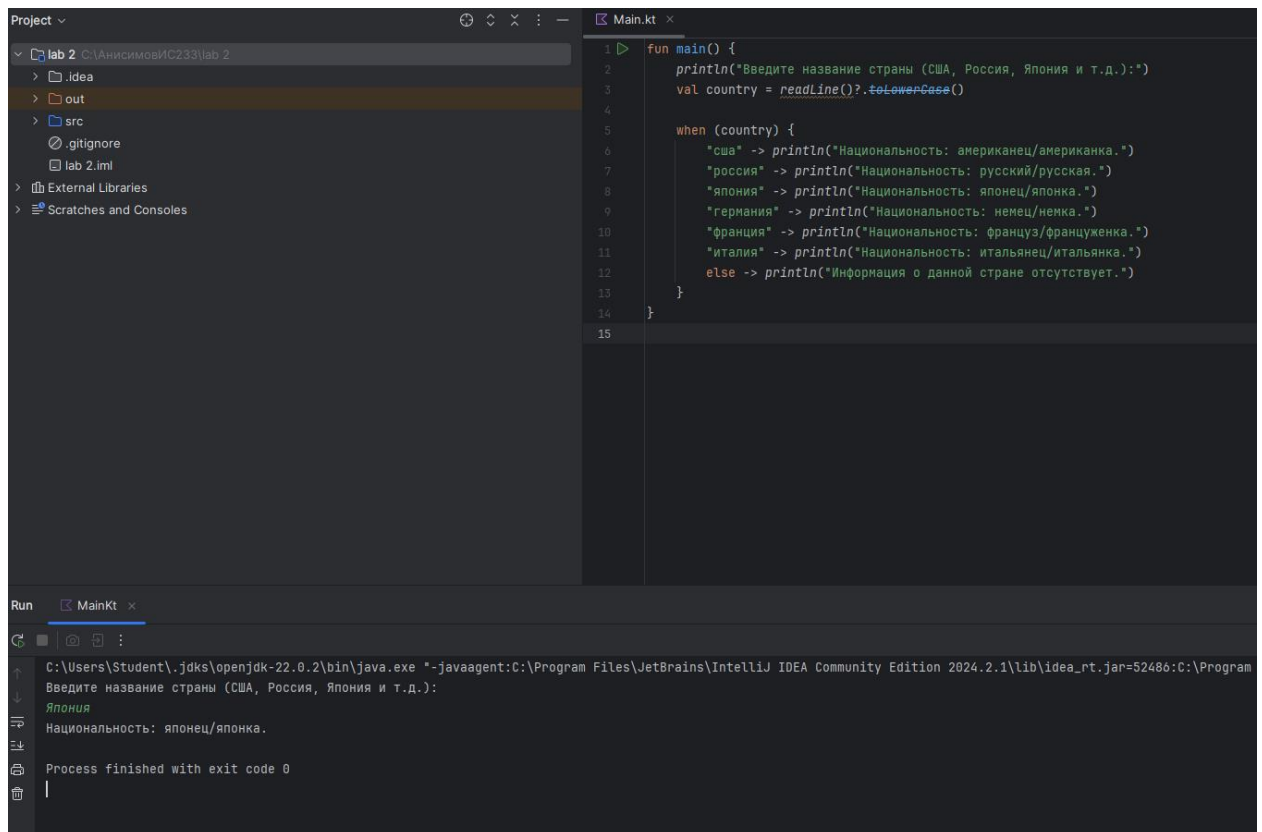 Project
lab 2 C:\АнисимовИС233\lab 2
.idea
out
src
.gitignore
lab 2.iml
External Libraries
Scratches and Consoles
Main.kt
1 fun main() {
2 println("Введите название страны (США, Россия, Япония и т.д.):")
3 val country = readLine()?.toLowerCase()
4
5 when (country) {
6 "сша" -> println("Национальность: американец/американка.")
7 "россия" -> println("Национальность: русский/русская.")
8 "япония" -> println("Национальность: японец/японка.")
9 "германия" -> println("Национальность: немец/немка.")
10 "франция" -> println("Национальность: француз/француженка.")
11 "италия" -> println("Национальность: итальянец/итальянка.")
12 else -> println("Информация о данной стране отсутствует.")
13 }
14 }
15
Run MainKt
C:\Users\Student\.jdks\openjdk-22.0.2\bin\java.exe "-javaagent:C:\Program Files\JetBrains\IntelliJ IDEA Community Edition 2024.2.1\lib\idea_rt.jar=52486:C:\Program
Введите название страны (США, Россия, Япония и т.д.):
Япония
Национальность: японец/японка.
Process finished with exit code 0